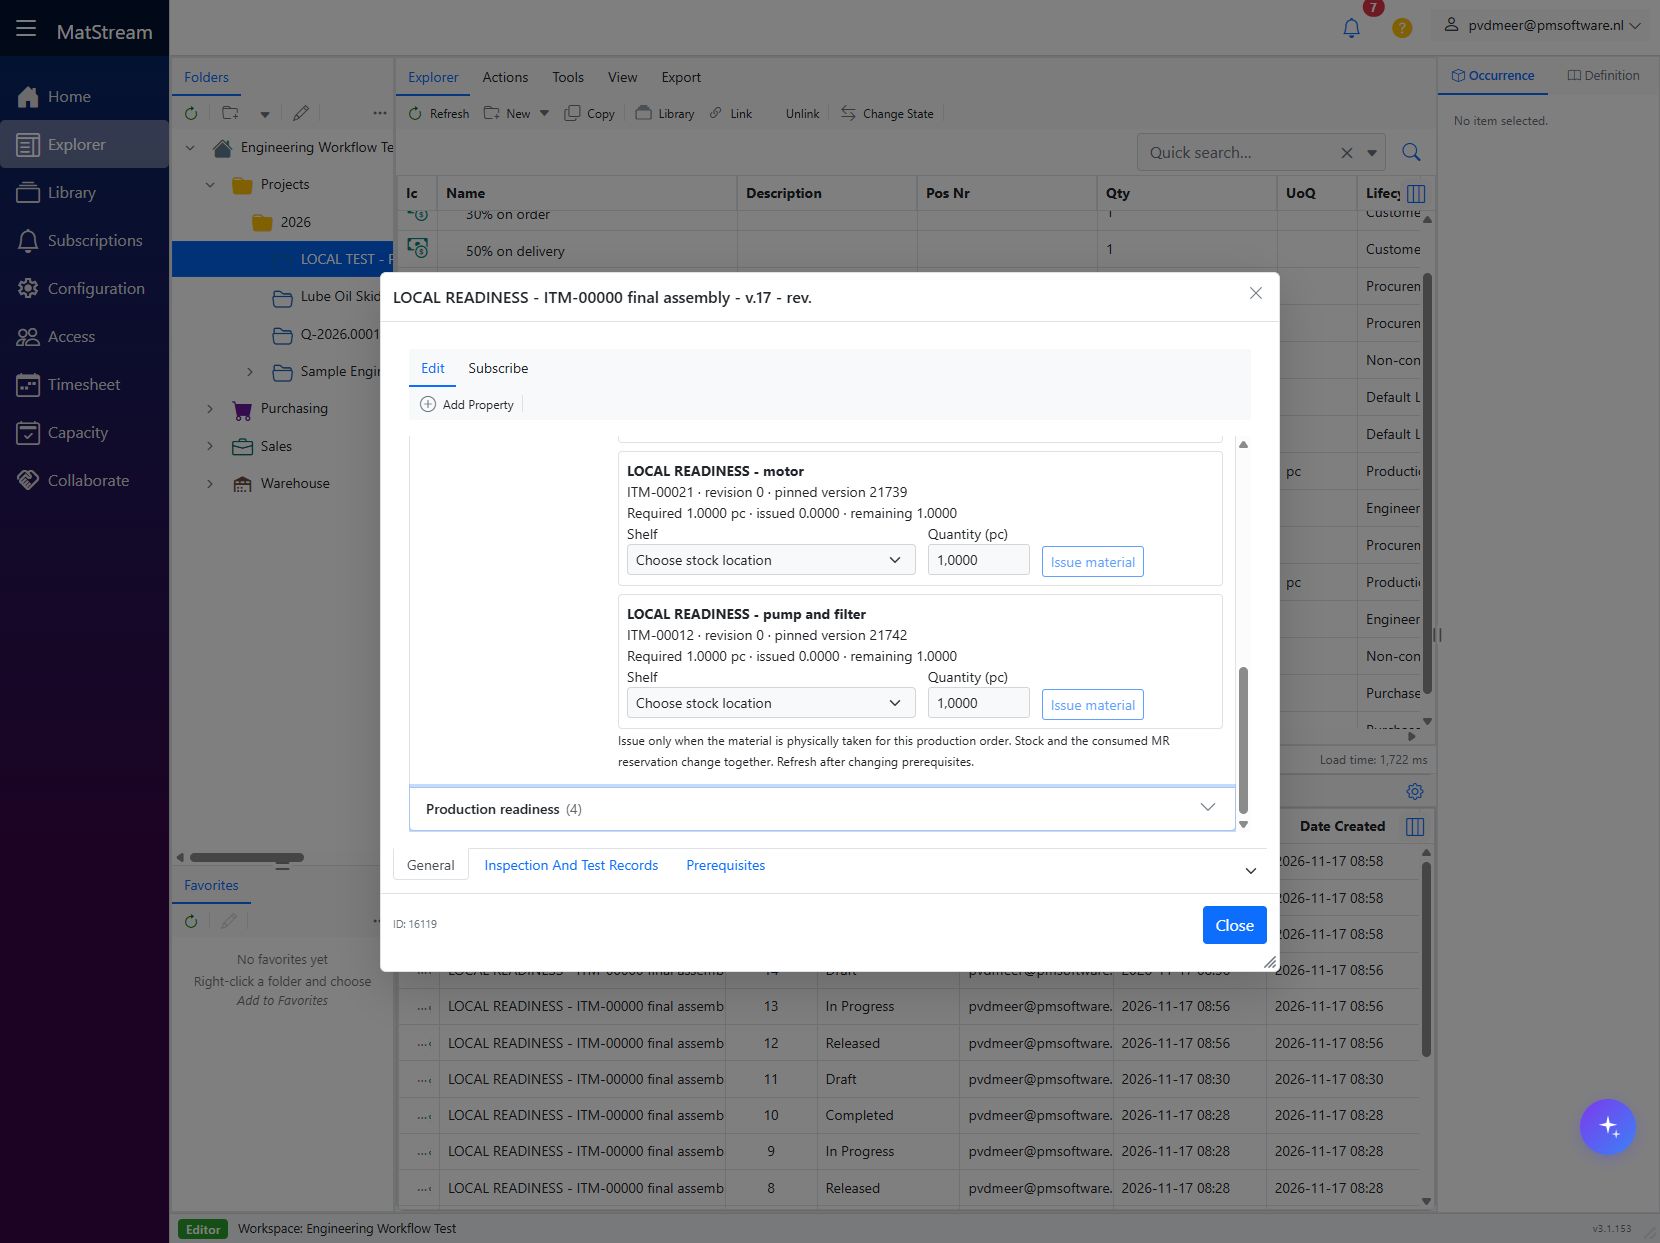 MatStream
7
?
pvdmeer@pmsoftware.nl
Home
Explorer
Library
Subscriptions
Configuration
Access
Timesheet
Capacity
Collaborate
Folders
Engineering Workflow Te
Projects
2026
LOCAL TEST - F
Lube Oil Skid
Q-2026.0001
Sample Engin
Purchasing
Sales
Warehouse
Favorites
No favorites yet
Right-click a folder and choose
Add to Favorites
Explorer Actions Tools View Export
Refresh New Copy Library Link Unlink Change State
Quick search...
Ic Name Description Pos Nr Qty UoQ Lifecy
30% on order 1 Custome
50% on delivery 1 Custome
Procuren
Procuren
Non-con
Default L
Default L
pc Producti
Engineer
Procuren
pc Producti
Engineer
Non-con
Purchase
Load time: 1,722 ms
Occurrence Definition
No item selected.
LOCAL READINESS - ITM-00000 final assembly - v.17 - rev.
Edit Subscribe
Add Property
LOCAL READINESS - motor
ITM-00021 · revision 0 · pinned version 21739
Required 1.0000 pc · issued 0.0000 · remaining 1.0000
Shelf Quantity (pc)
Choose stock location 1,0000 Issue material
LOCAL READINESS - pump and filter
ITM-00012 · revision 0 · pinned version 21742
Required 1.0000 pc · issued 0.0000 · remaining 1.0000
Shelf Quantity (pc)
Choose stock location 1,0000 Issue material
Issue only when the material is physically taken for this production order. Stock and the consumed MR
reservation change together. Refresh after changing prerequisites.
Production readiness (4)
General Inspection And Test Records Prerequisites
ID: 16119
Close
Date Created
2026-11-17 08:58
2026-11-17 08:58
2026-11-17 08:58
LOCAL READINESS - ITM-00000 final assemb 14 Draft pvdmeer@pmsoftware. 2026-11-17 08:56 2026-11-17 08:56
LOCAL READINESS - ITM-00000 final assemb 13 In Progress pvdmeer@pmsoftware. 2026-11-17 08:56 2026-11-17 08:56
LOCAL READINESS - ITM-00000 final assemb 12 Released pvdmeer@pmsoftware. 2026-11-17 08:56 2026-11-17 08:56
LOCAL READINESS - ITM-00000 final assemb 11 Draft pvdmeer@pmsoftware. 2026-11-17 08:30 2026-11-17 08:30
LOCAL READINESS - ITM-00000 final assemb 10 Completed pvdmeer@pmsoftware. 2026-11-17 08:28 2026-11-17 08:28
LOCAL READINESS - ITM-00000 final assemb 9 In Progress pvdmeer@pmsoftware. 2026-11-17 08:28 2026-11-17 08:28
LOCAL READINESS - ITM-00000 final assemb 8 Released pvdmeer@pmsoftware. 2026-11-17 08:28 2026-11-17 08:28
Editor Workspace: Engineering Workflow Test
v3.1.153